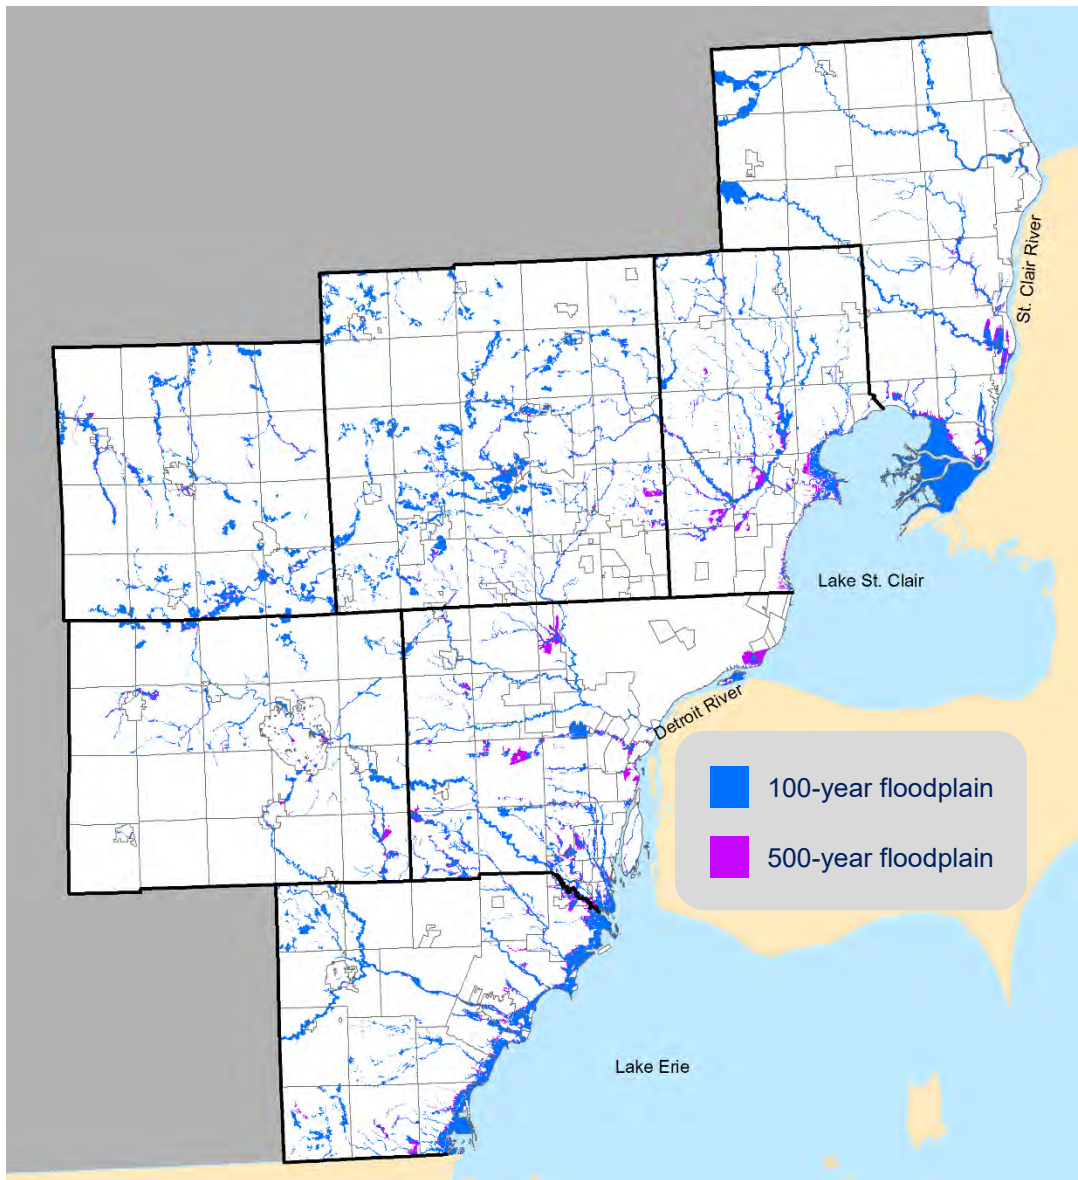 St. Clair River
Lake St. Clair
Detroit River
100-year floodplain
500-year floodplain
Lake Erie